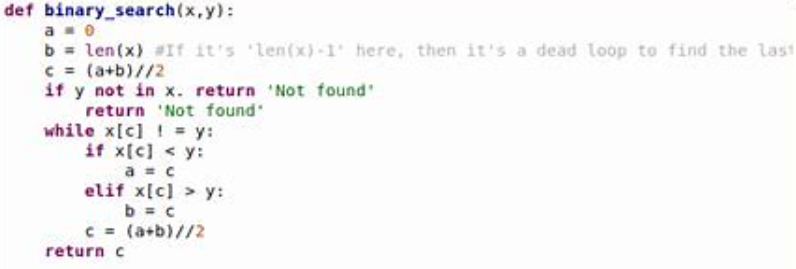 def binary_search(x,y):
    a = 0
    b = len(x) #If it's 'len(x)-1' here, then it's a dead loop to find the
    c = (a+b)//2
    if y not in x. return 'Not found'
        return 'Not found'
    while x[c] ! = y:
        if x[c] < y:
            a = c
        elif x[c] > y:
            b = c
        c = (a+b)//2
    return c